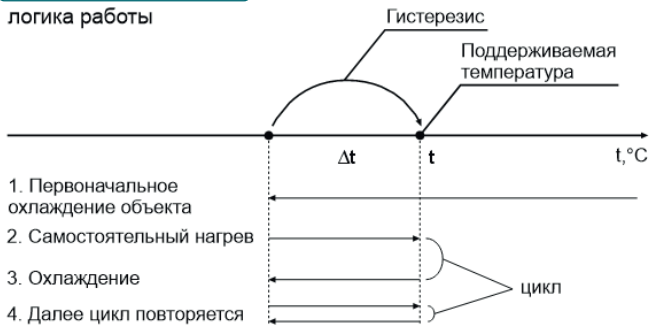 логика работы
Гистерезис
Поддерживаемая
температура
Δt
t
t,°C
1. Первоначальное
охлаждение объекта
2. Самостоятельный нагрев
3. Охлаждение
цикл
4. Далее цикл повторяется